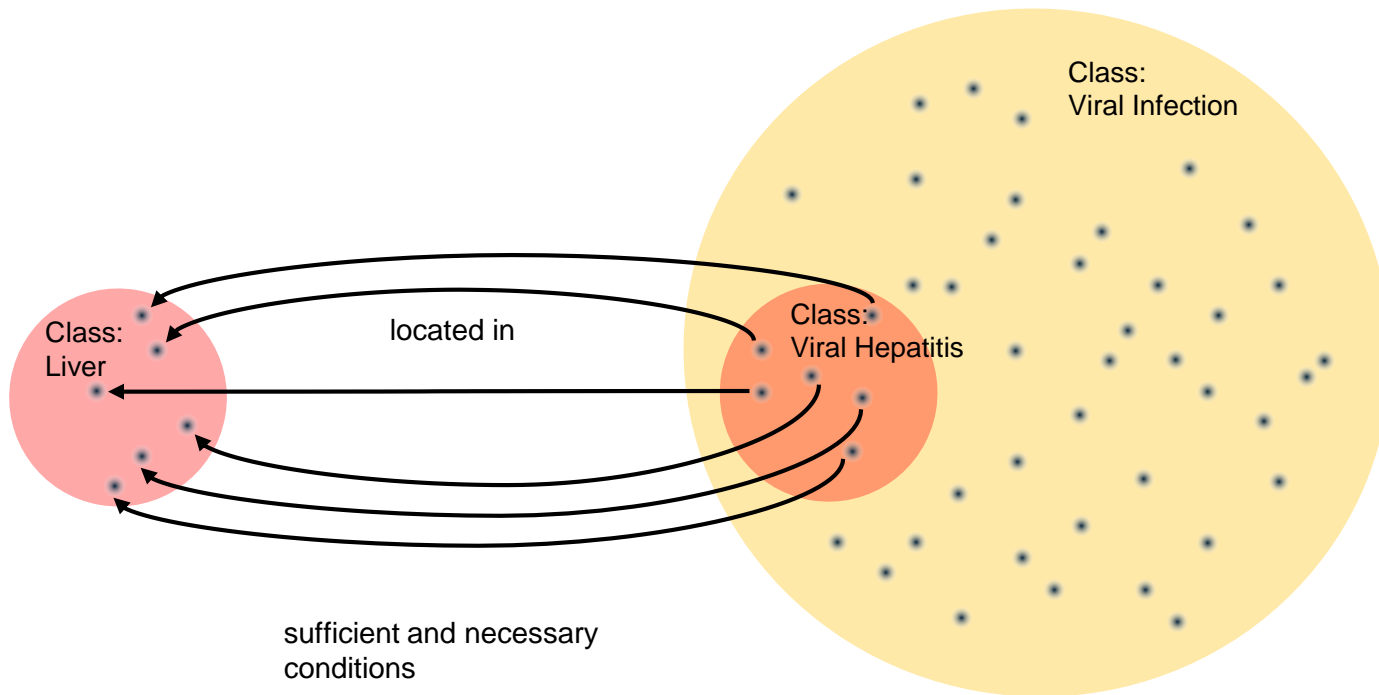 Class:
Viral Infection
Class:
Liver
located in
Class:
Viral Hepatitis
sufficient and necessary
conditions